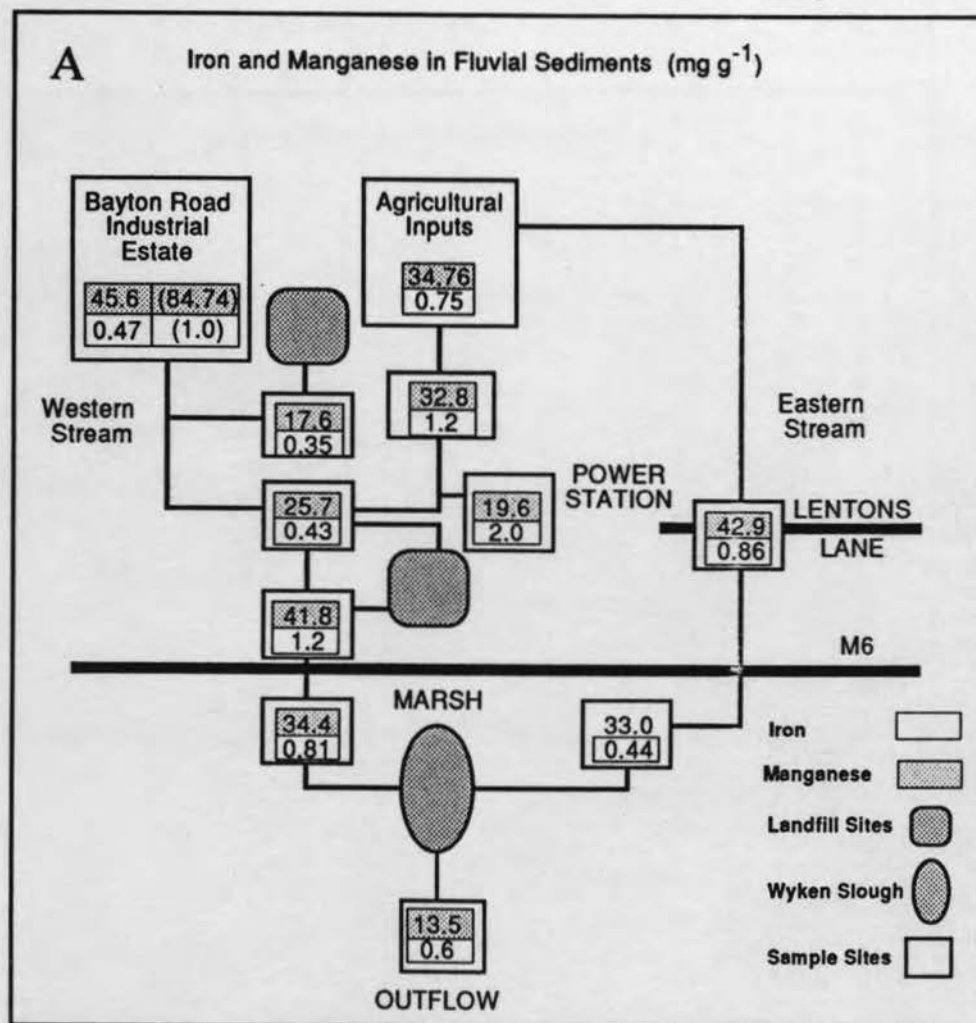 A
Iron and Manganese in Fluvial Sediments (mg g⁻¹)
Bayton Road
Industrial
Estate
45.6 (84.74)
0.47 (1.0)
Agricultural
Inputs
34.76
0.75
Western
Stream
17.6
0.35
32.8
1.2
Eastern
Stream
25.7
0.43
19.6
2.0
POWER
STATION
42.9
0.86
LENTONS
LANE
41.8
1.2
M6
34.4
0.81
MARSH
33.0
0.44
13.5
0.6
OUTFLOW
Iron
Manganese
Landfill Sites
Wyken Slough
Sample Sites